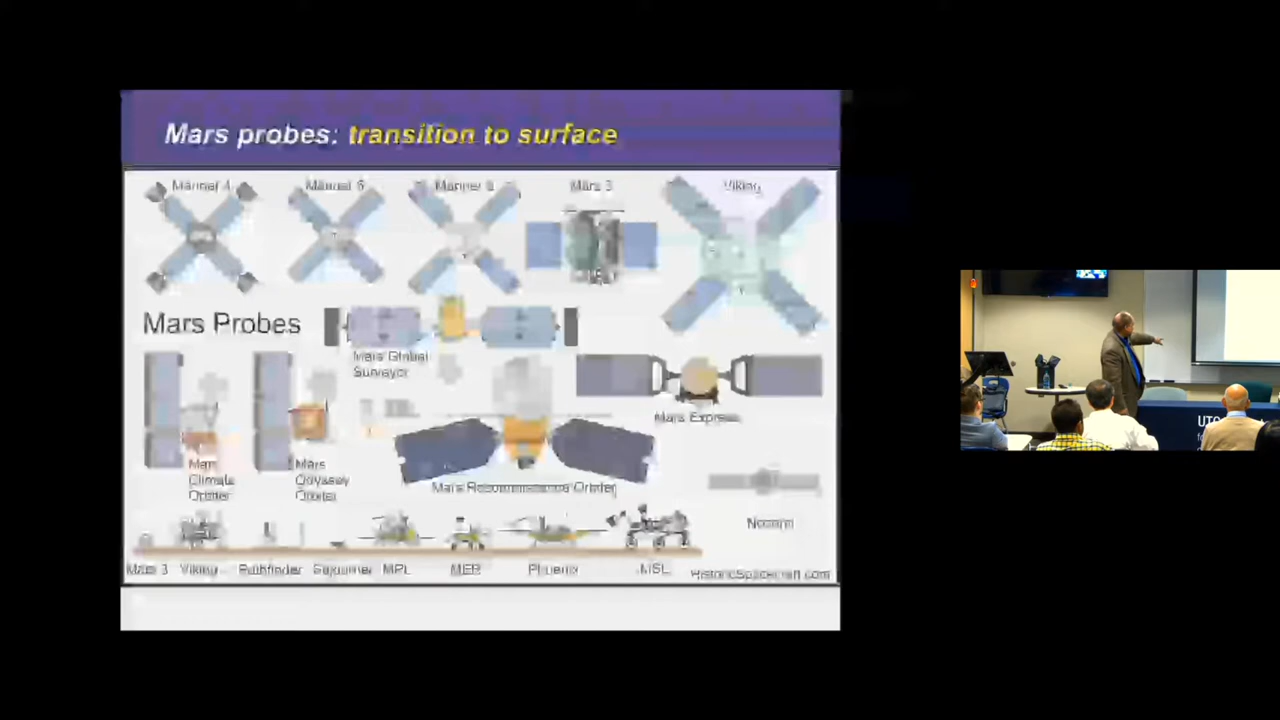 Mars probes: transition to surface
Mariner 4
Mariner 6
Mariner 9
Mars 3
Viking
Mars Probes
Mars Global
Surveyor
Mars Express
Mars
Climate
Orbiter
Mars
Odyssey
Orbiter
Mars Reconnaissance Orbiter
Nozomi
Mars 3
Viking
Pathfinder
Sojourner
MPL
MER
Phoenix
MSL
HistoricSpacecraft.com
UTC